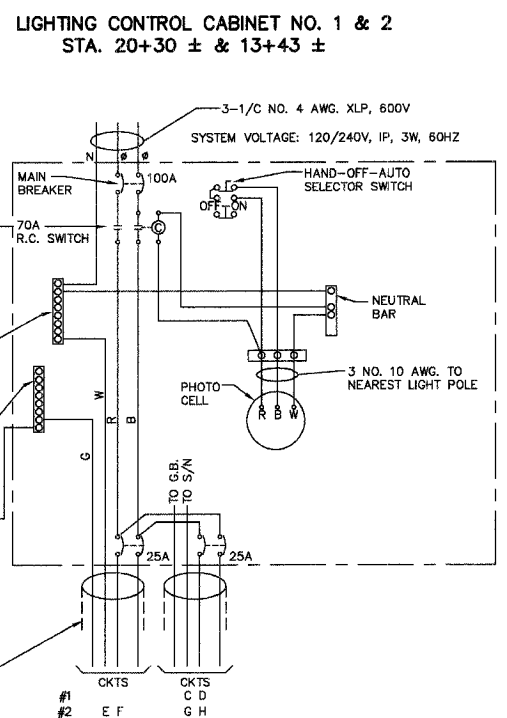 LIGHTING CONTROL CABINET NO. 1 & 2
STA. 20+30 ± & 13+43 ±
3-1/C NO. 4 AWG. XLP, 600V
SYSTEM VOLTAGE: 120/240V, IP, 3W, 60HZ
N ø ø
MAIN
BREAKER
100A
HAND-OFF-AUTO
SELECTOR SWITCH
OFF ON
70A
R.C. SWITCH
C
NEUTRAL
BAR
3 NO. 10 AWG. TO
NEAREST LIGHT POLE
PHOTO
CELL
R B W
W
R
B
G
TO G.B.
TO S/N
25A
25A
CKTS
CKTS
#1 C D
#2 E F G H